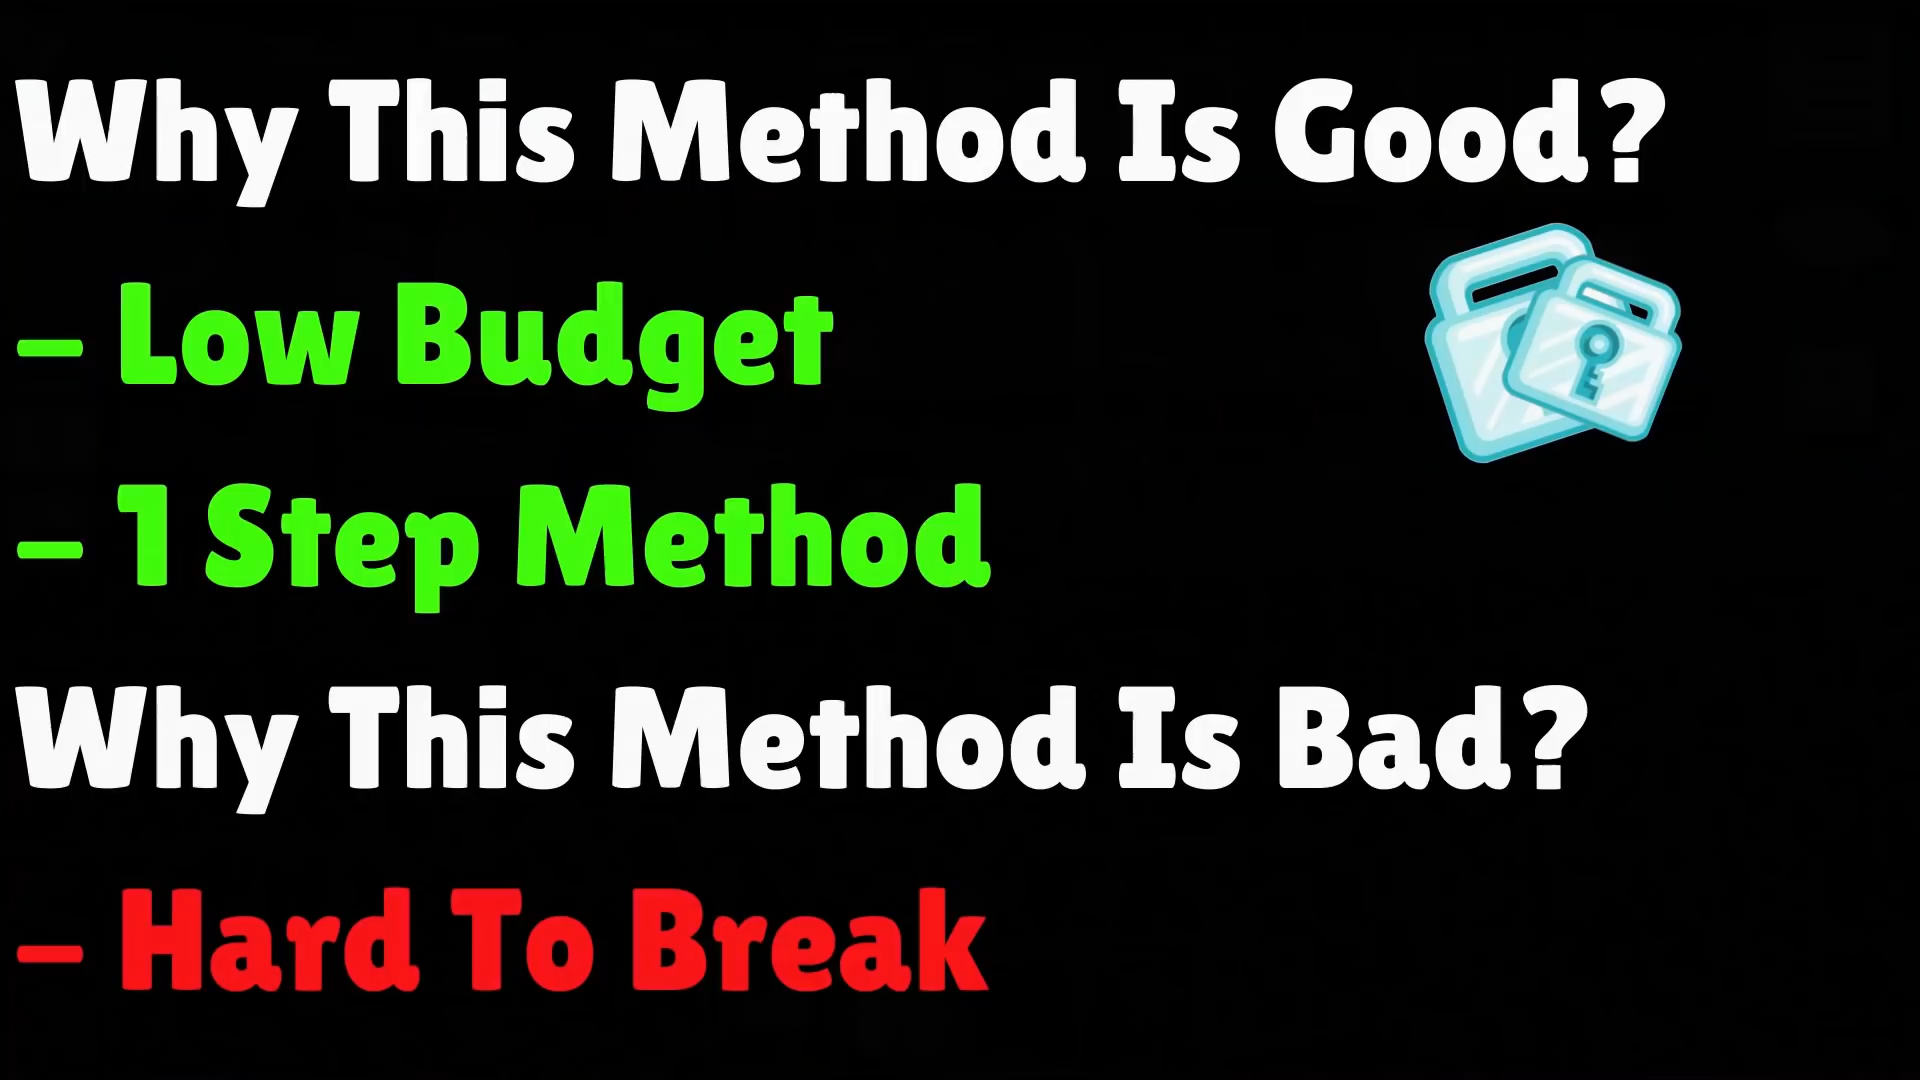 Why This Method Is Good?
- Low Budget
- 1 Step Method
Why This Method Is Bad?
- Hard To Break